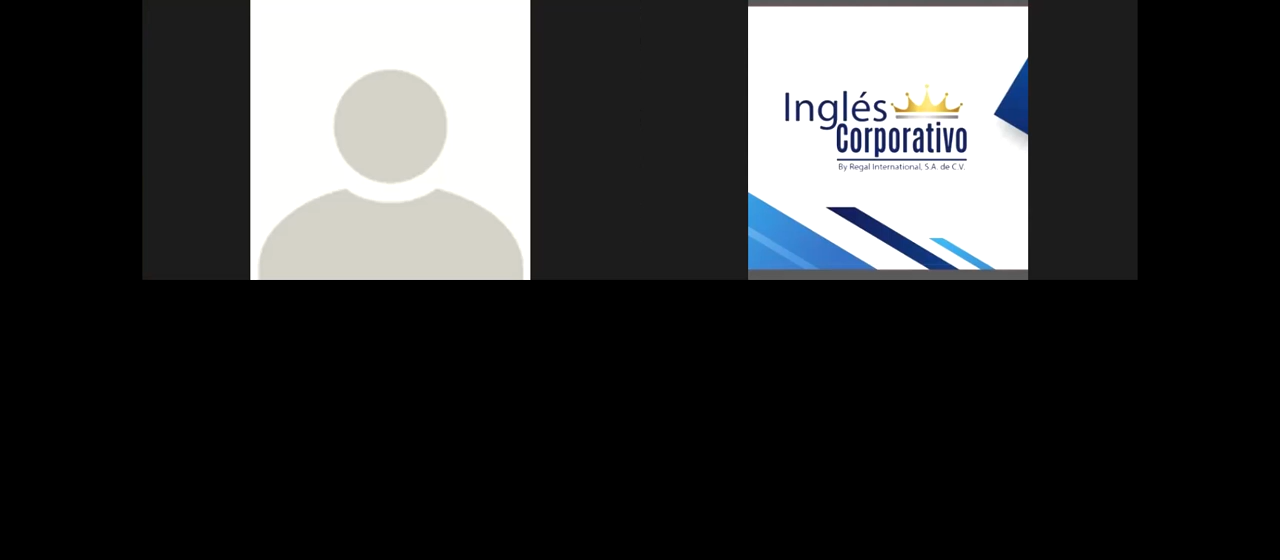 Inglés
Corporativo
By Regal International, S.A. de C.V.